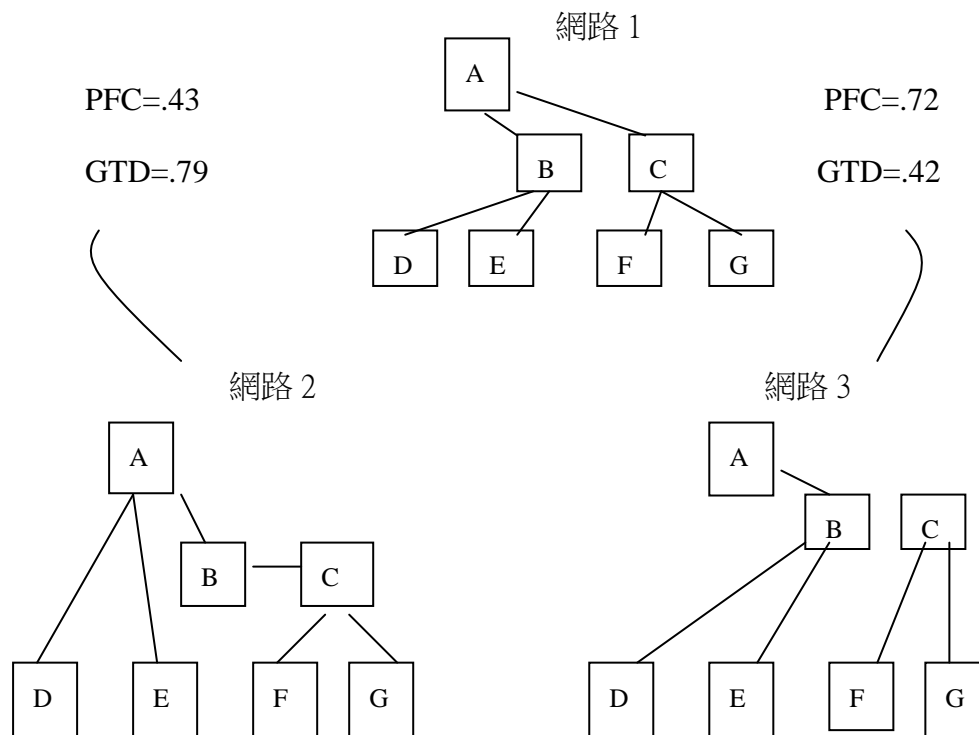 網路 1
A
PFC=.43
PFC=.72
B
C
GTD=.79
GTD=.42
D
E
F
G
網路 2
網路 3
A
A
B
C
B
C
D
E
F
G
D
E
F
G